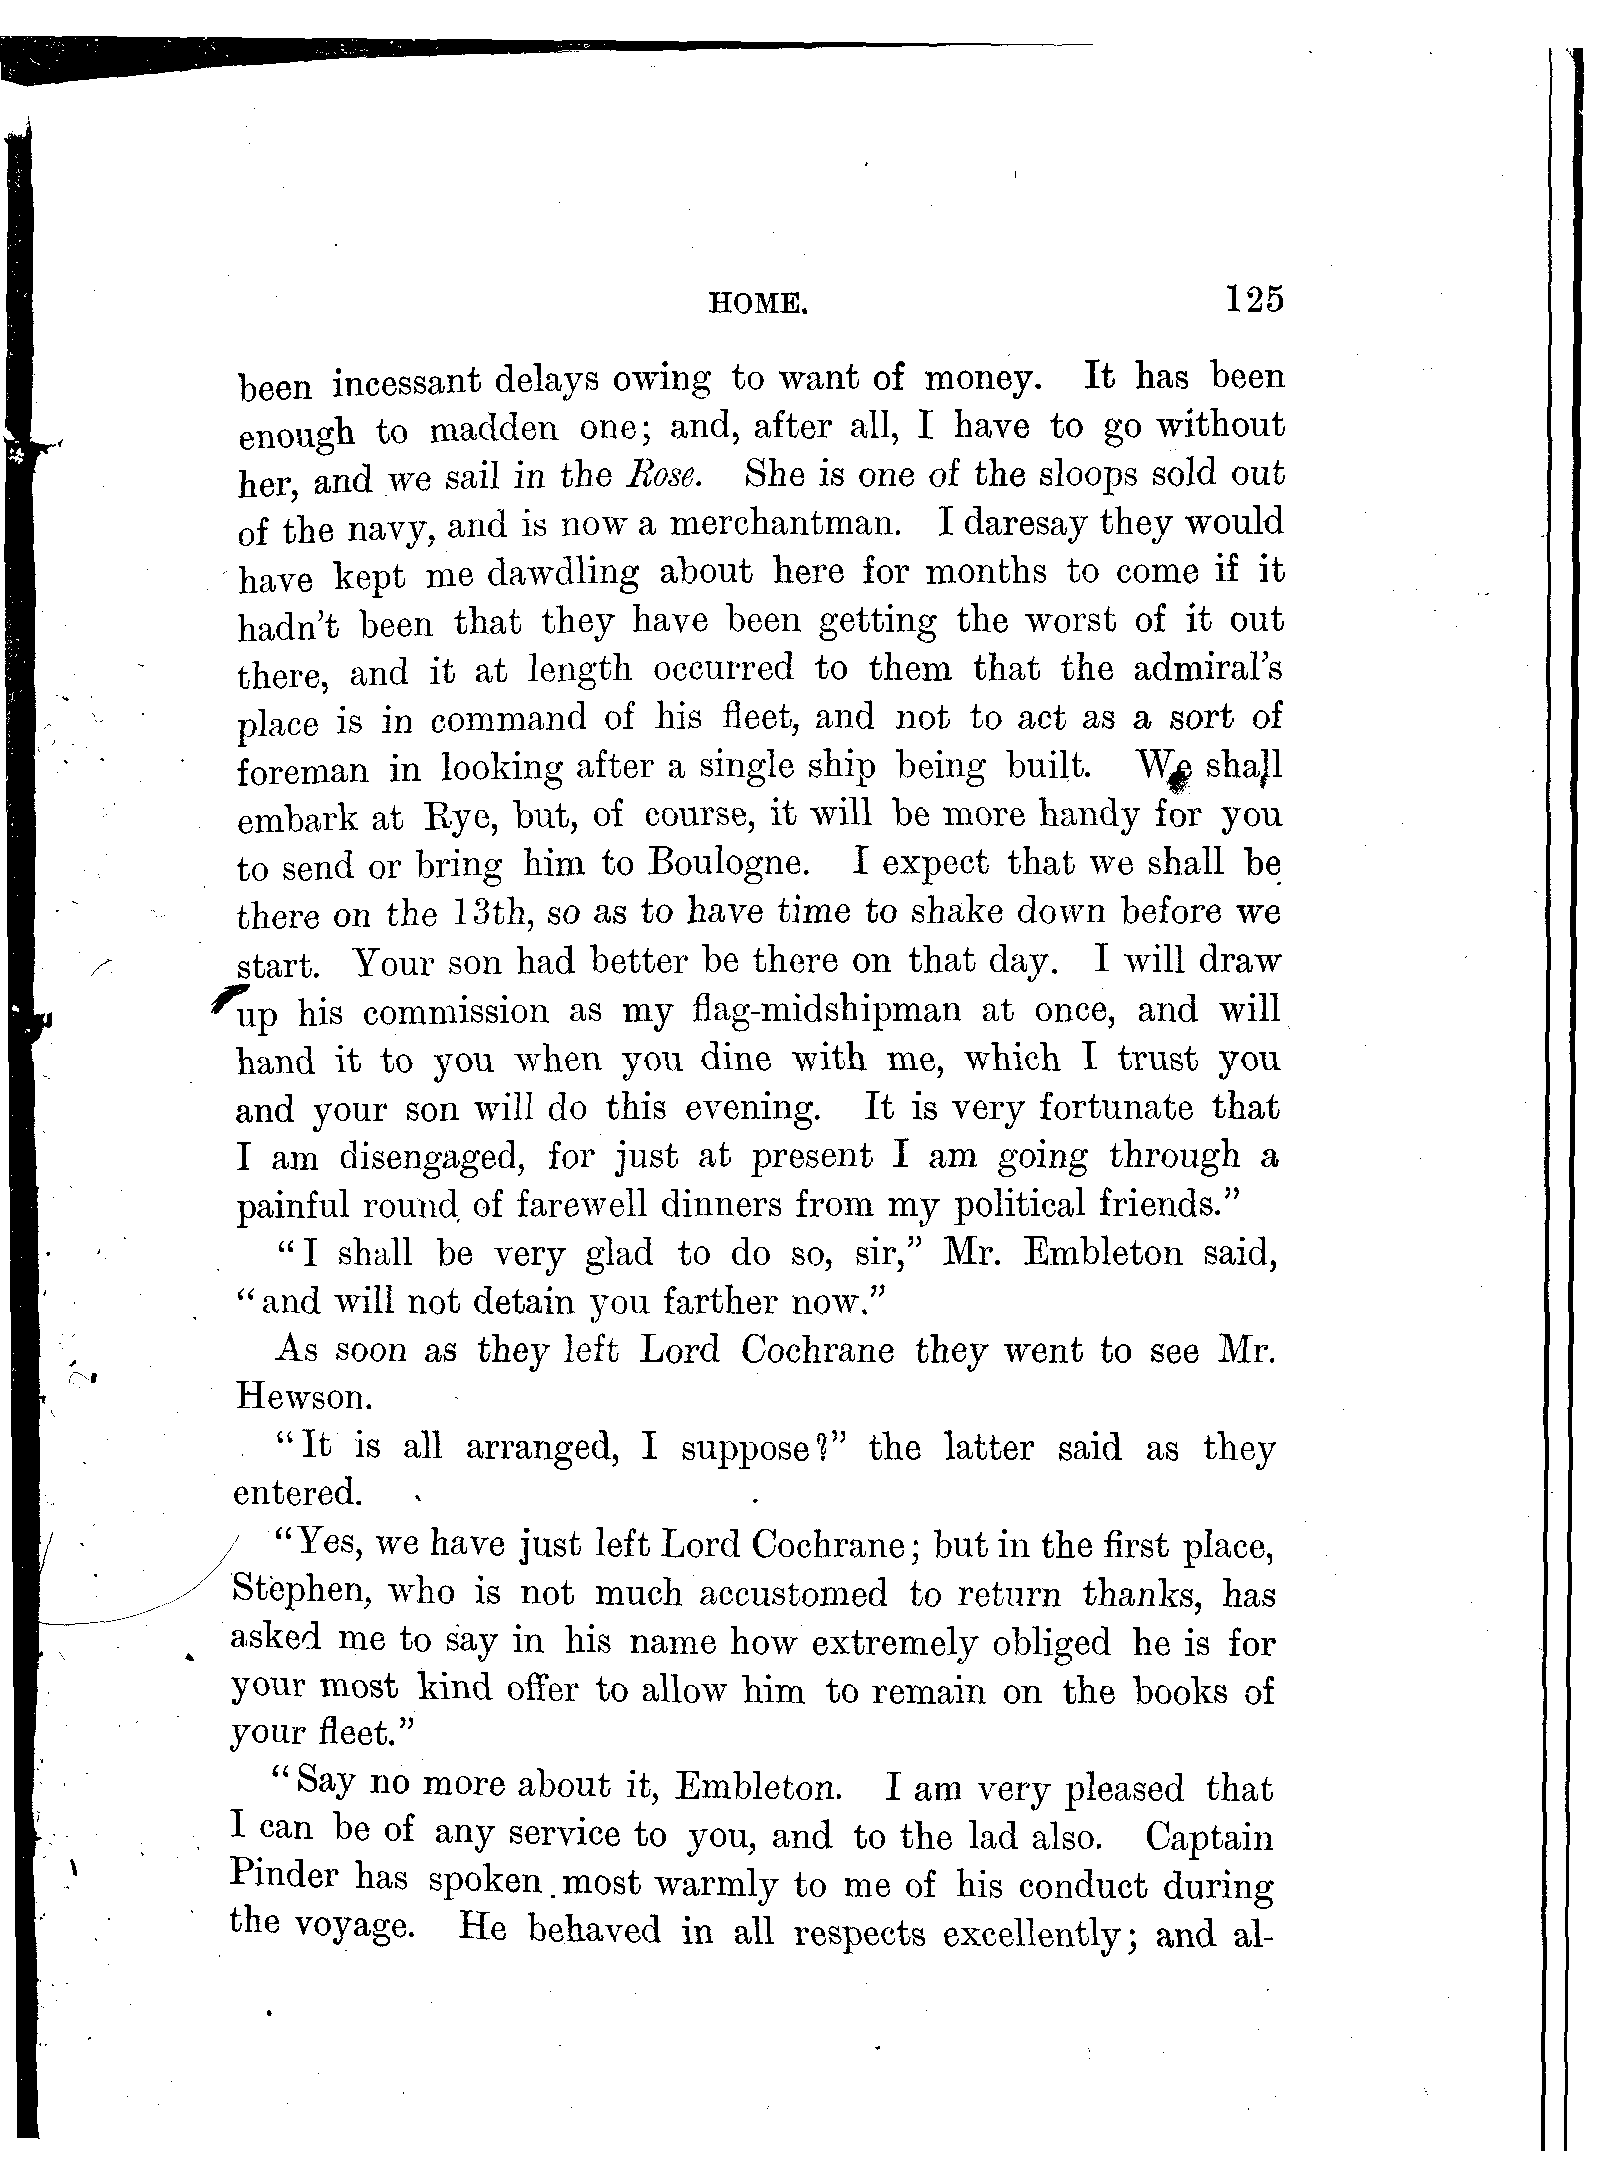 HOME. 125
been incessant delays owing to want of money. It has been
enough to madden one; and, after all, I have to go without
her, and we sail in the Rose. She is one of the sloops sold out
of the navy, and is now a merchantman. I daresay they would
have kept me dawdling about here for months to come if it
hadn't been that they have been getting the worst of it out
there, and it at length occurred to them that the admiral's
place is in command of his fleet, and not to act as a sort of
foreman in looking after a single ship being built. We shall
embark at Rye, but, of course, it will be more handy for you
to send or bring him to Boulogne. I expect that we shall be
there on the 13th, so as to have time to shake down before we
start. Your son had better be there on that day. I will draw
up his commission as my flag-midshipman at once, and will
hand it to you when you dine with me, which I trust you
and your son will do this evening. It is very fortunate that
I am disengaged, for just at present I am going through a
painful round of farewell dinners from my political friends."
"I shall be very glad to do so, sir," Mr. Embleton said,
"and will not detain you farther now."
As soon as they left Lord Cochrane they went to see Mr.
Hewson.
"It is all arranged, I suppose?" the latter said as they
entered.
"Yes, we have just left Lord Cochrane; but in the first place,
Stephen, who is not much accustomed to return thanks, has
asked me to say in his name how extremely obliged he is for
your most kind offer to allow him to remain on the books of
your fleet."
"Say no more about it, Embleton. I am very pleased that
I can be of any service to you, and to the lad also. Captain
Pinder has spoken most warmly to me of his conduct during
the voyage. He behaved in all respects excellently; and al-